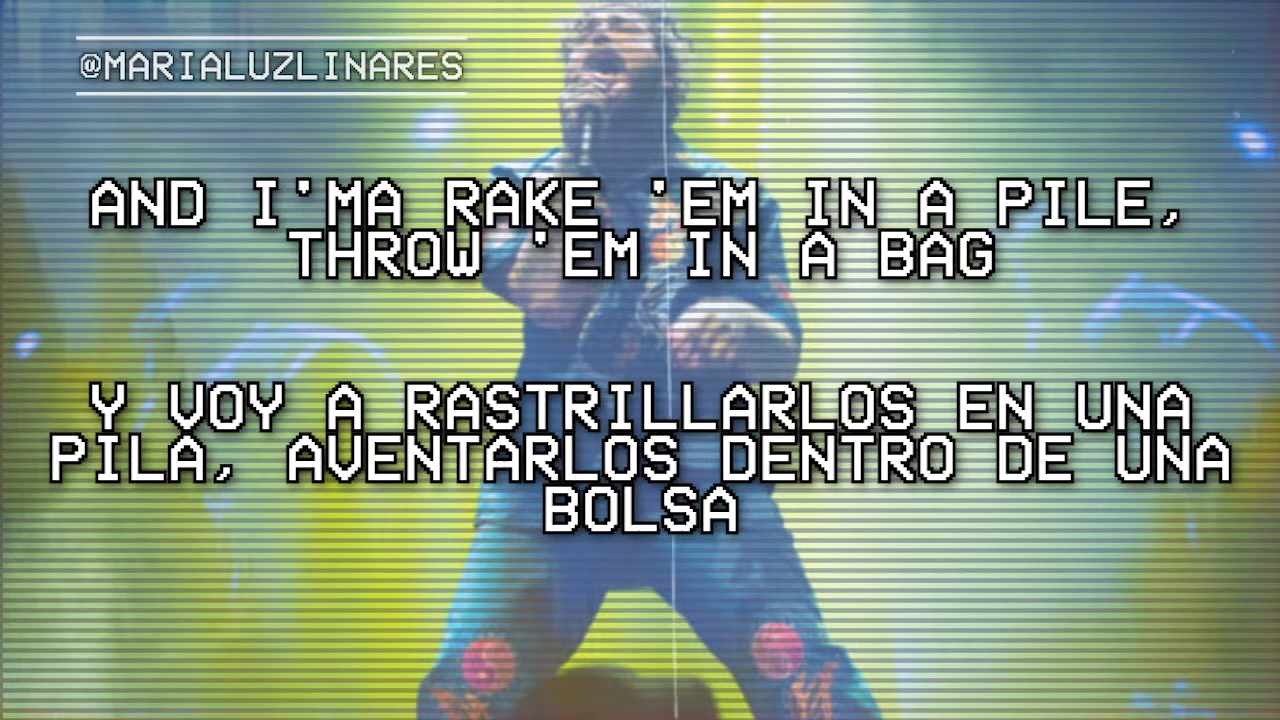 @MARIALUZLINARES
AND I'MA RAKE 'EM IN A PILE,
THROW 'EM IN A BAG
Y VOY A RASTRILLARLOS EN UNA
PILA, AVENTARLOS DENTRO DE UNA
BOLSA